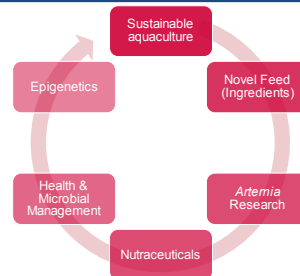 Sustainable
aquaculture
Novel Feed
(Ingredients)
Artemia
Research
Nutraceuticals
Health &
Microbial
Management
Epigenetics